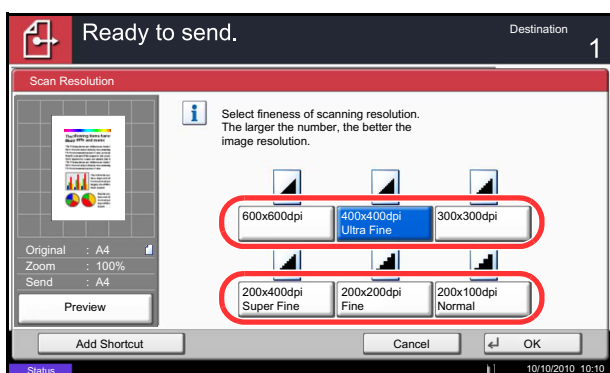 Ready to send.
Destination
1
Scan Resolution
Select fineness of scanning resolution.
The larger the number, the better the
image resolution.
600x600dpi
400x400dpi
Ultra Fine
300x300dpi
Original : A4
Zoom : 100%
Send : A4
200x400dpi
Super Fine
200x200dpi
Fine
200x100dpi
Normal
Preview
Add Shortcut
Cancel
OK
Status
10/10/2010 10:10